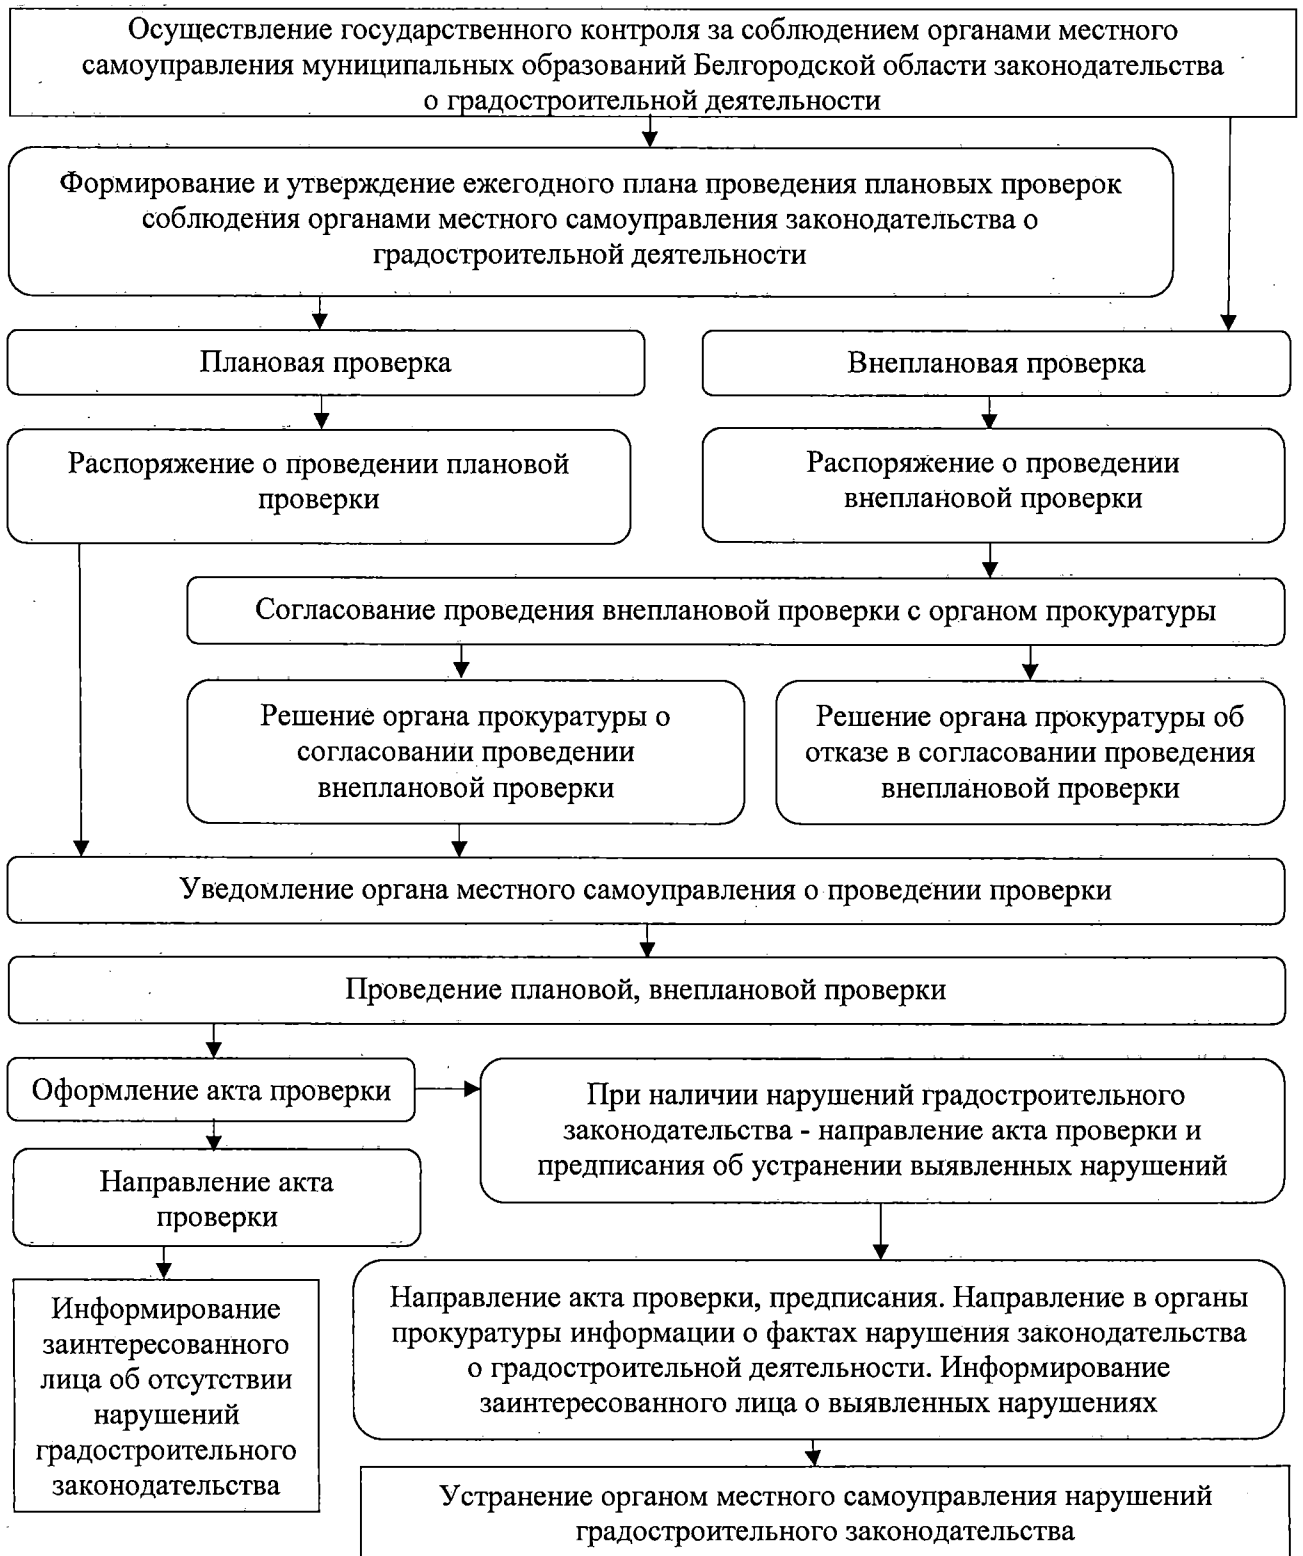 Осуществление государственного контроля за соблюдением органами местного
самоуправления муниципальных образований Белгородской области законодательства
о градостроительной деятельности
Формирование и утверждение ежегодного плана проведения плановых проверок
соблюдения органами местного самоуправления законодательства о
градостроительной деятельности
Плановая проверка
Внеплановая проверка
Распоряжение о проведении плановой
проверки
Распоряжение о проведении
внеплановой проверки
Согласование проведения внеплановой проверки с органом прокуратуры
Решение органа прокуратуры о
согласовании проведении
внеплановой проверки
Решение органа прокуратуры об
отказе в согласовании проведения
внеплановой проверки
Уведомление органа местного самоуправления о проведении проверки
Проведение плановой, внеплановой проверки
Оформление акта проверки
При наличии нарушений градостроительного
законодательства - направление акта проверки и
предписания об устранении выявленных нарушений
Направление акта
проверки
Информирование
заинтересованного
лица об отсутствии
нарушений
градостроительного
законодательства
Направление акта проверки, предписания. Направление в органы
прокуратуры информации о фактах нарушения законодательства
о градостроительной деятельности. Информирование
заинтересованного лица о выявленных нарушениях
Устранение органом местного самоуправления нарушений
градостроительного законодательства